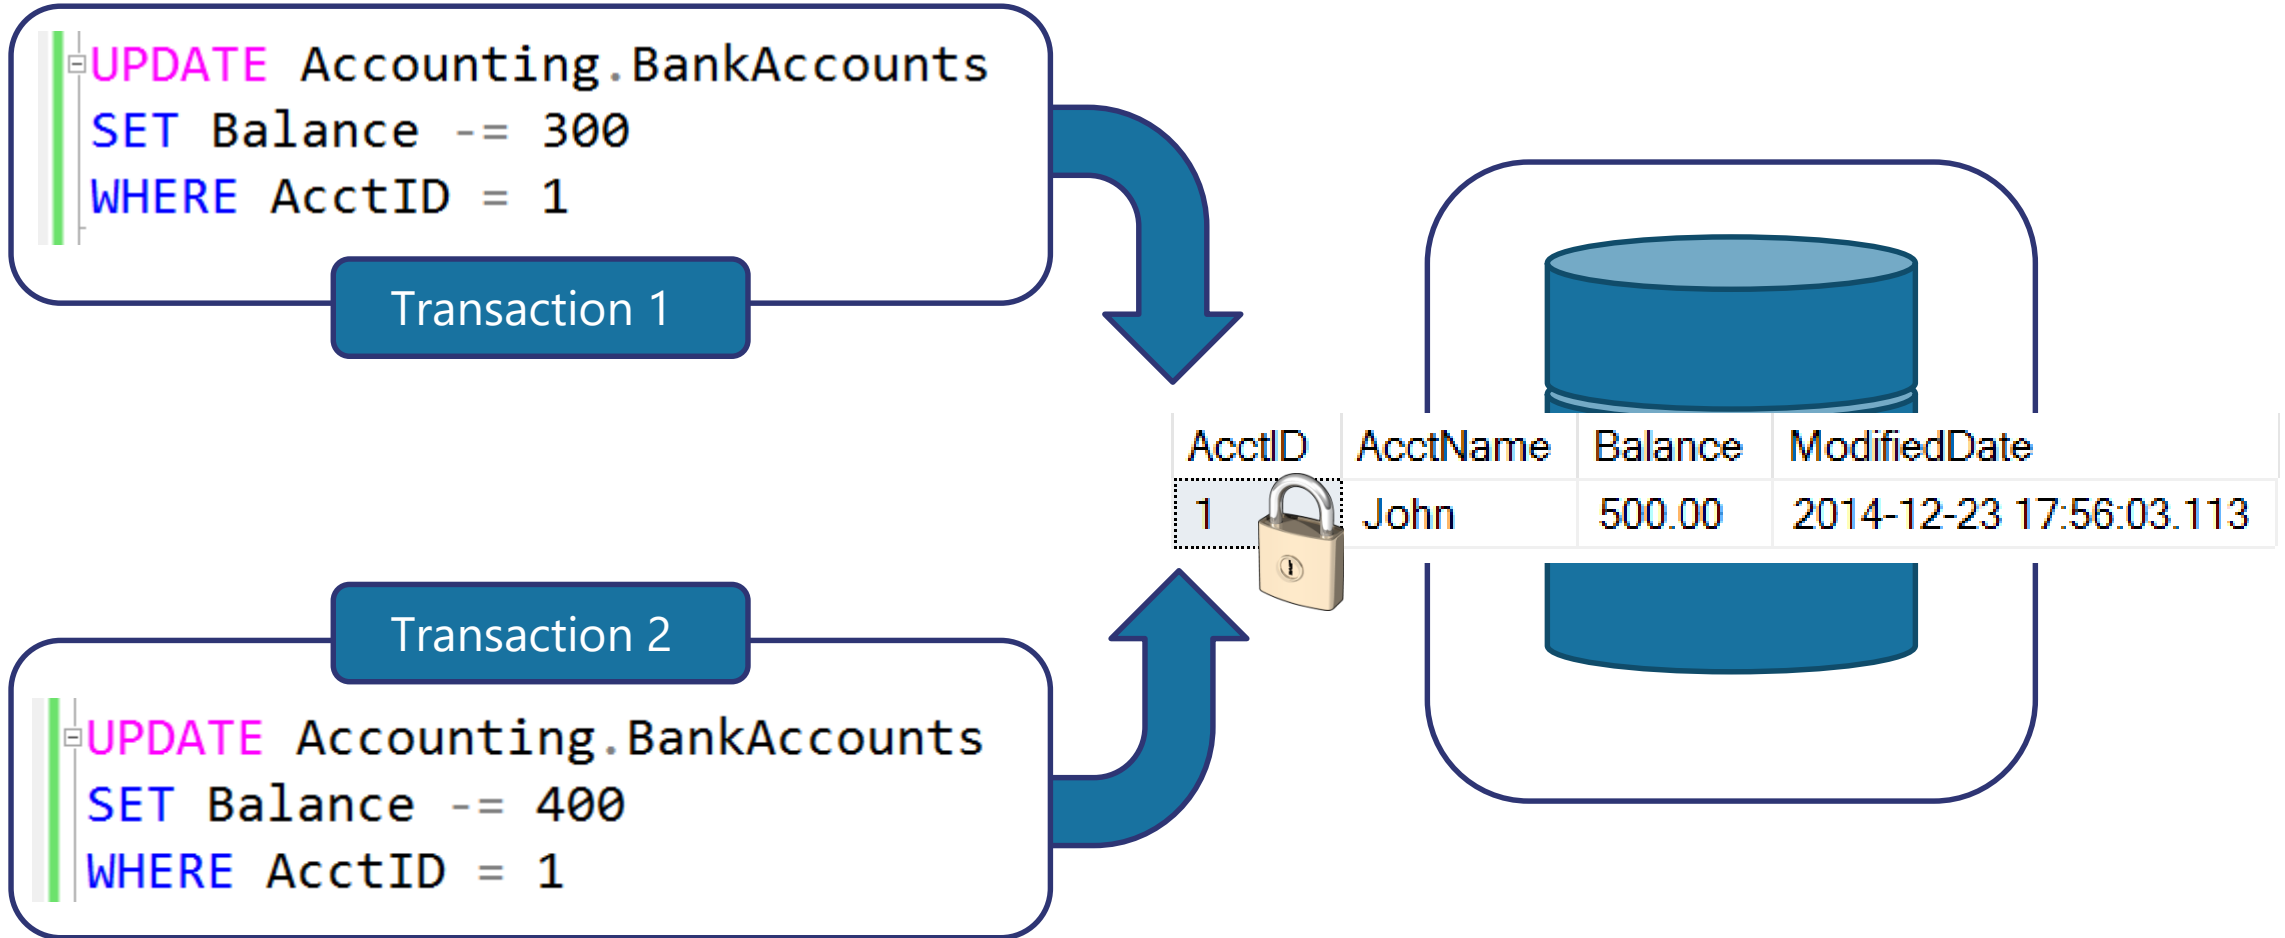 UPDATE Accounting.BankAccounts
SET Balance -= 300
WHERE AcctID = 1
Transaction 1
AcctID AcctName Balance ModifiedDate
1 John 500.00 2014-12-23 17:56:03.113
Transaction 2
UPDATE Accounting.BankAccounts
SET Balance -= 400
WHERE AcctID = 1